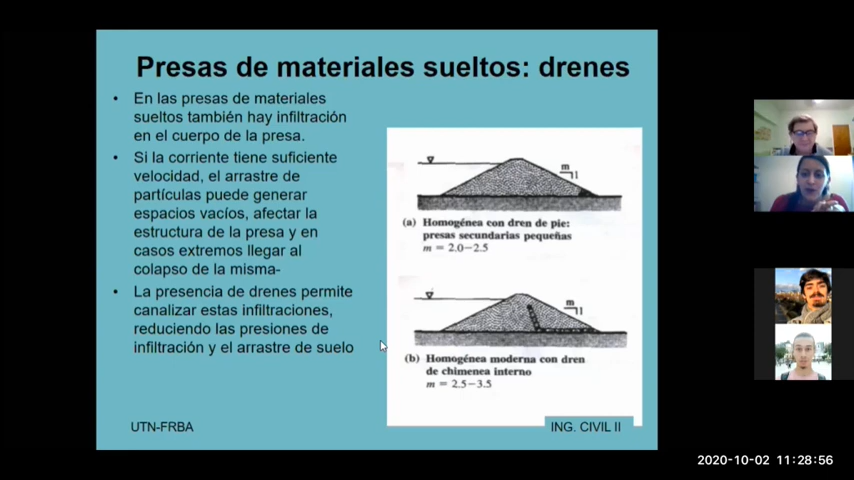 Presas de materiales sueltos: drenes
• En las presas de materiales
sueltos también hay infiltración
en el cuerpo de la presa.
• Si la corriente tiene suficiente
velocidad, el arrastre de
partículas puede generar
espacios vacíos, afectar la
estructura de la presa y en
casos extremos llegar al
colapso de la misma-
• La presencia de drenes permite
canalizar estas infiltraciones,
reduciendo las presiones de
infiltración y el arrastre de suelo
m
1
(a) Homogénea con dren de pie:
presas secundarias pequeñas
m = 2.0–2.5
m
1
(b) Homogénea moderna con dren
de chimenea interno
m = 2.5–3.5
UTN-FRBA
ING. CIVIL II
2020-10-02 11:28:56